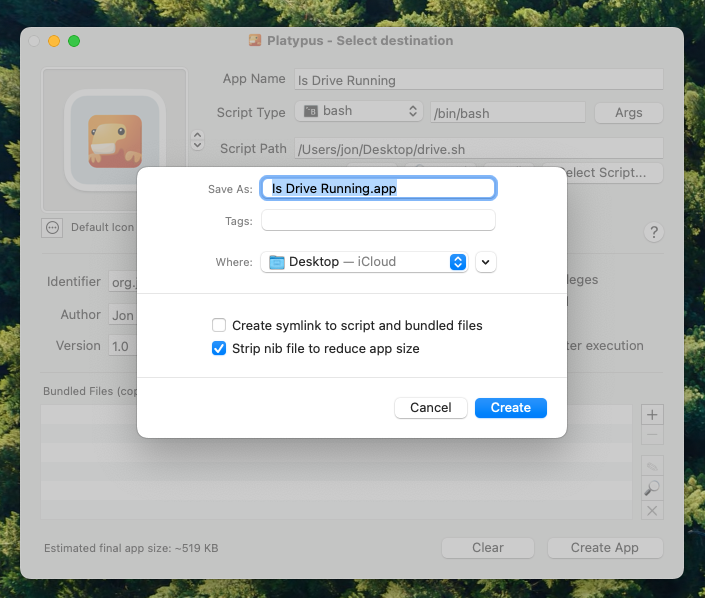 Platypus - Select destination
App Name Is Drive Running
Script Type bash /bin/bash Args
Script Path /Users/jon/Desktop/drive.sh
elect Script...
Save As: Is Drive Running.app
Tags:
Default Icon
?
Where: Desktop — iCloud
Identifier org.
leges
Author Jon
Create symlink to script and bundled files
Version 1.0
Strip nib file to reduce app size
ter execution
Bundled Files (cop
Cancel Create
Estimated final app size: ~519 KB
Clear Create App